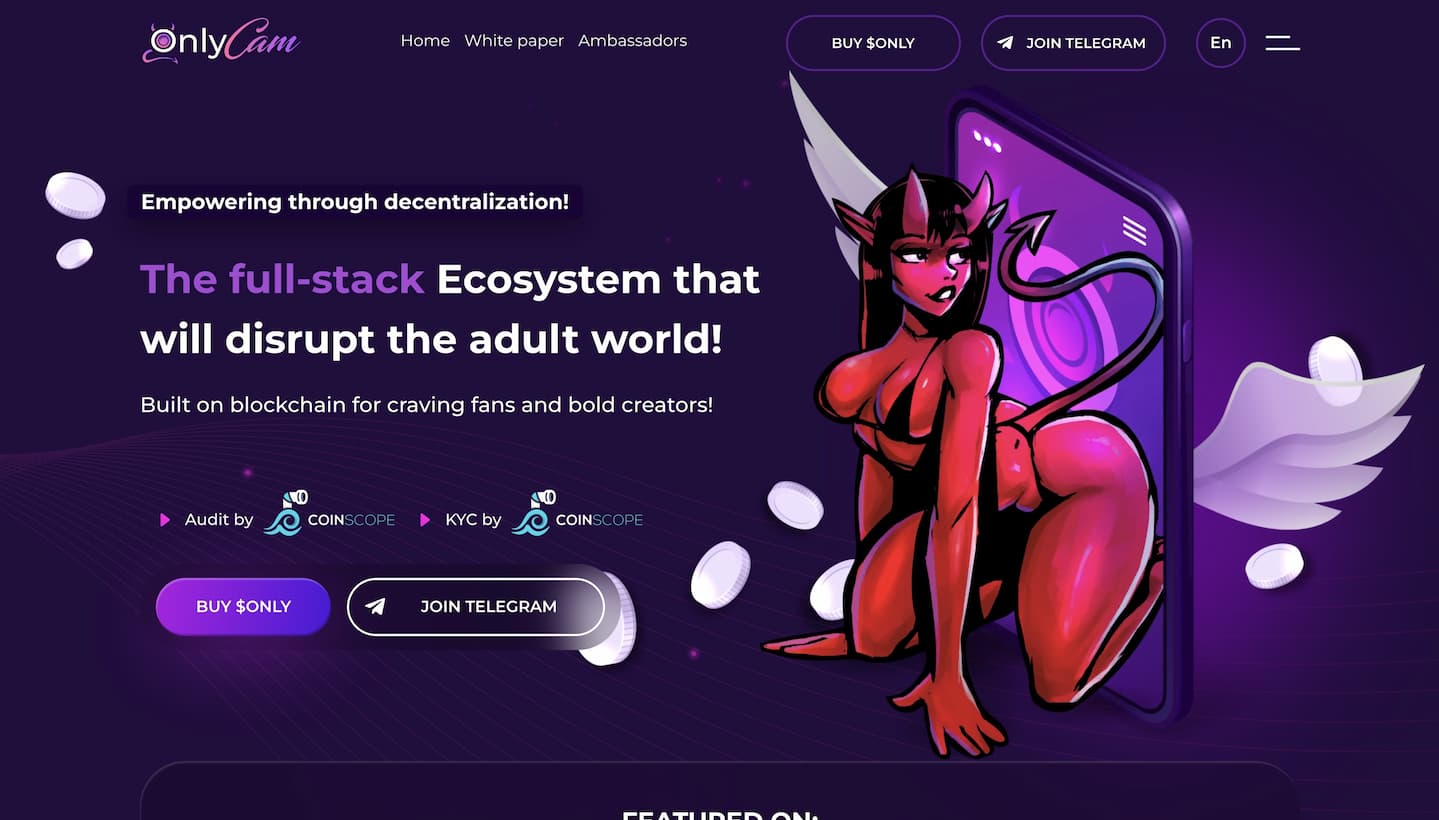 OnlyCam
Home White paper Ambassadors
BUY $ONLY
JOIN TELEGRAM
En
Empowering through decentralization!
The full-stack Ecosystem that
will disrupt the adult world!
Built on blockchain for craving fans and bold creators!
Audit by COINSCOPE KYC by COINSCOPE
BUY $ONLY
JOIN TELEGRAM
FEATURED ON: